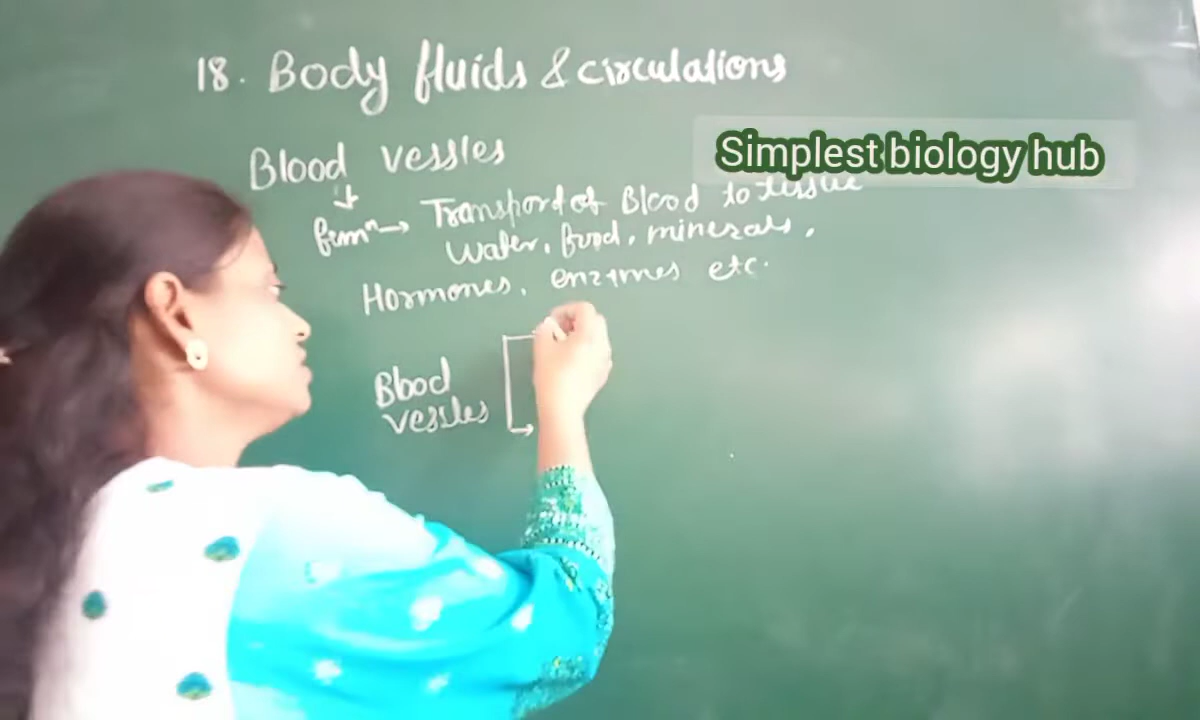 18. Body fluids & circulations
Simplest biology hub
Blood vessles
funⁿ → Transport of Blood to tissue
water, food, minerals,
Hormones, enzymes etc.
Blood
vessles